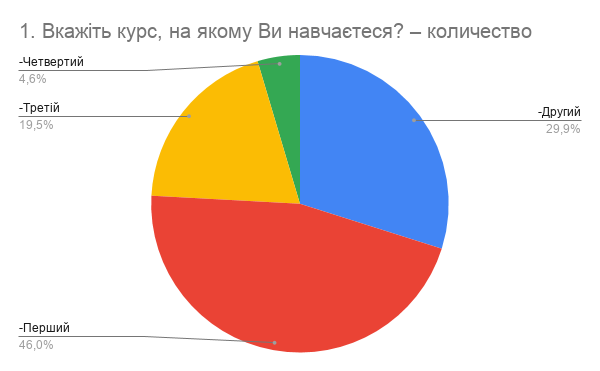 1. Вкажіть курс, на якому Ви навчаєтеся? – количество
-Четвертий
4,6%
-Третій
19,5%
-Другий
29,9%
-Перший
46,0%